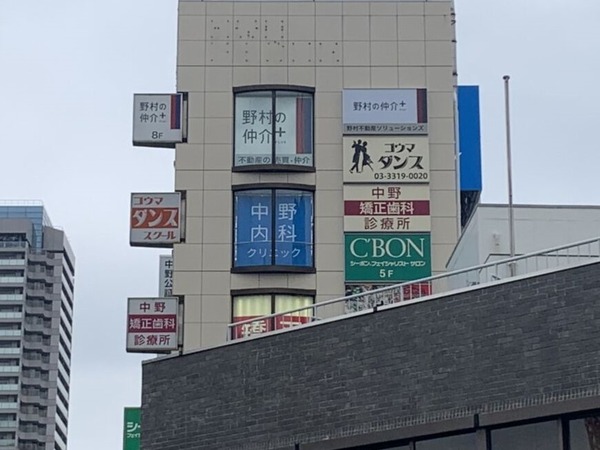 野村の
仲介+
8F
コウマ
ダンス
スクール
中野
矯正歯科
診療所
野村の
仲介+
不動産の売買・仲介
中野
内科
クリニック
野村の仲介+
野村不動産ソリューションズ
コウマ
ダンス
03-3319-0020
中野
矯正歯科
診療所
C'BON
シーボン.フェイシャリスト サロン
5F